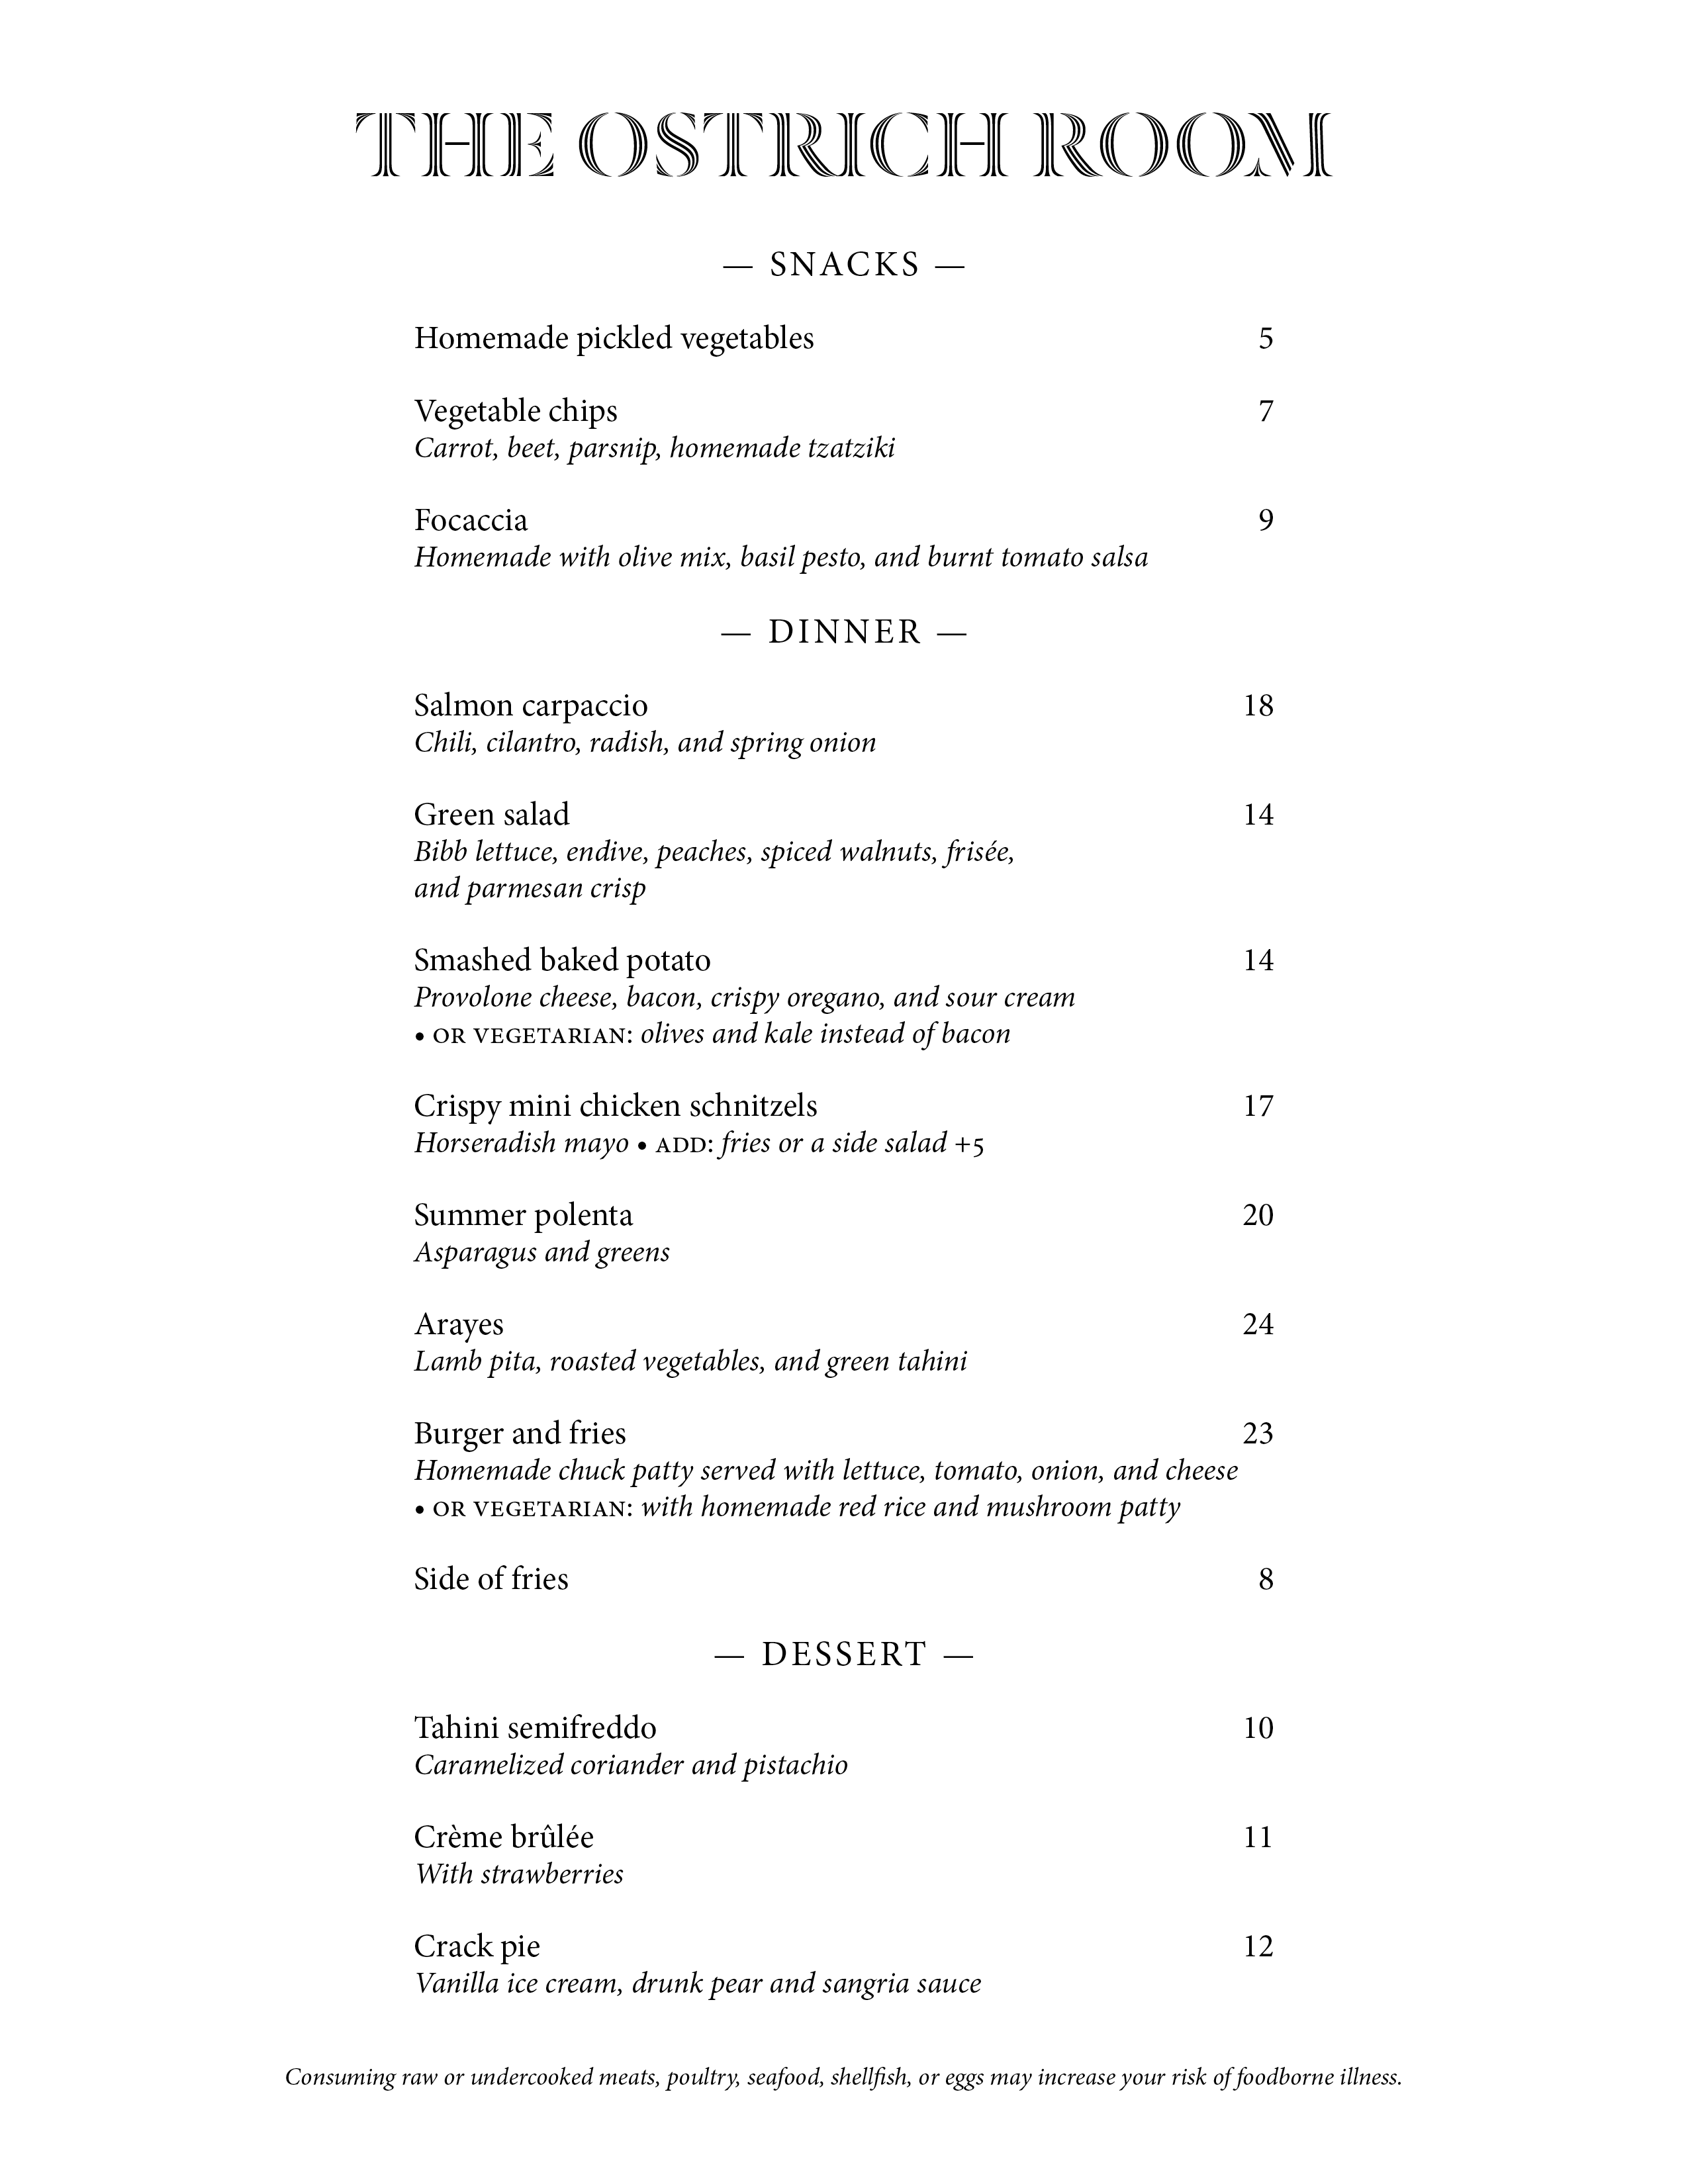 THE OSTRICH ROOM
— SNACKS —
Homemade pickled vegetables 5
Vegetable chips 7
Carrot, beet, parsnip, homemade tzatziki
Focaccia 9
Homemade with olive mix, basil pesto, and burnt tomato salsa
— DINNER —
Salmon carpaccio 18
Chili, cilantro, radish, and spring onion
Green salad 14
Bibb lettuce, endive, peaches, spiced walnuts, frisée,
and parmesan crisp
Smashed baked potato 14
Provolone cheese, bacon, crispy oregano, and sour cream
• OR VEGETARIAN: olives and kale instead of bacon
Crispy mini chicken schnitzels 17
Horseradish mayo • ADD: fries or a side salad +5
Summer polenta 20
Asparagus and greens
Arayes 24
Lamb pita, roasted vegetables, and green tahini
Burger and fries 23
Homemade chuck patty served with lettuce, tomato, onion, and cheese
• OR VEGETARIAN: with homemade red rice and mushroom patty
Side of fries 8
— DESSERT —
Tahini semifreddo 10
Caramelized coriander and pistachio
Crème brûlée 11
With strawberries
Crack pie 12
Vanilla ice cream, drunk pear and sangria sauce
Consuming raw or undercooked meats, poultry, seafood, shellfish, or eggs may increase your risk of foodborne illness.